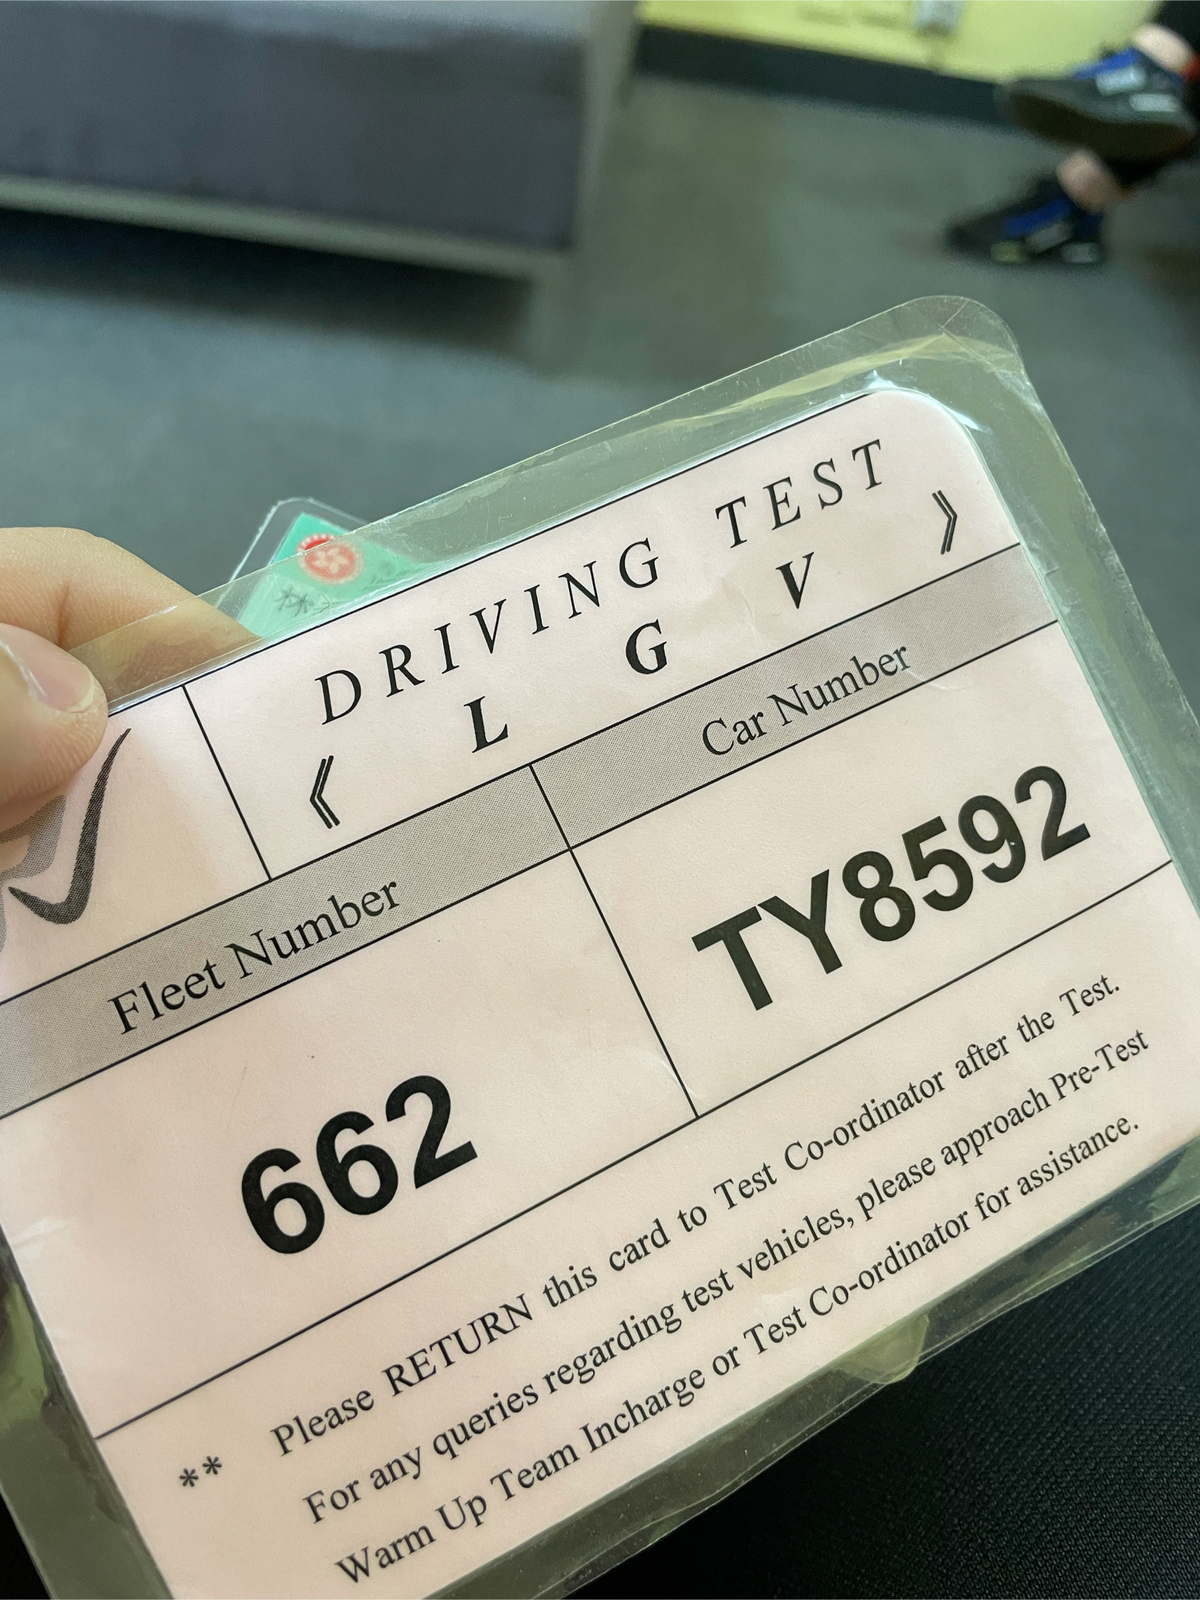 DRIVING TEST
《 L G V 》
Fleet Number
Car Number
662
TY8592
** Please RETURN this card to Test Co-ordinator after the Test.
For any queries regarding test vehicles, please approach Pre-Test
Warm Up Team Incharge or Test Co-ordinator for assistance.
林